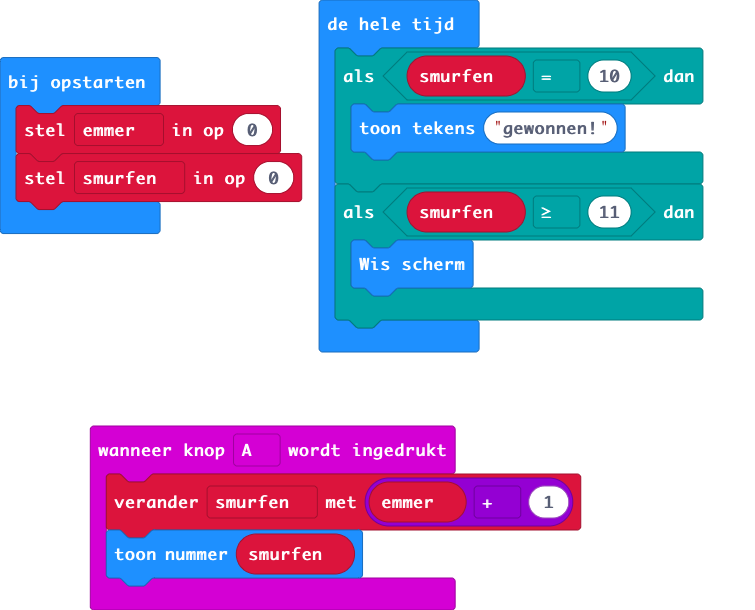 bij opstarten
stel emmer in op 0
stel smurfen in op 0
de hele tijd
als smurfen = 10 dan
toon tekens "gewonnen!"
als smurfen ≥ 11 dan
Wis scherm
wanneer knop A wordt ingedrukt
verander smurfen met emmer + 1
toon nummer smurfen